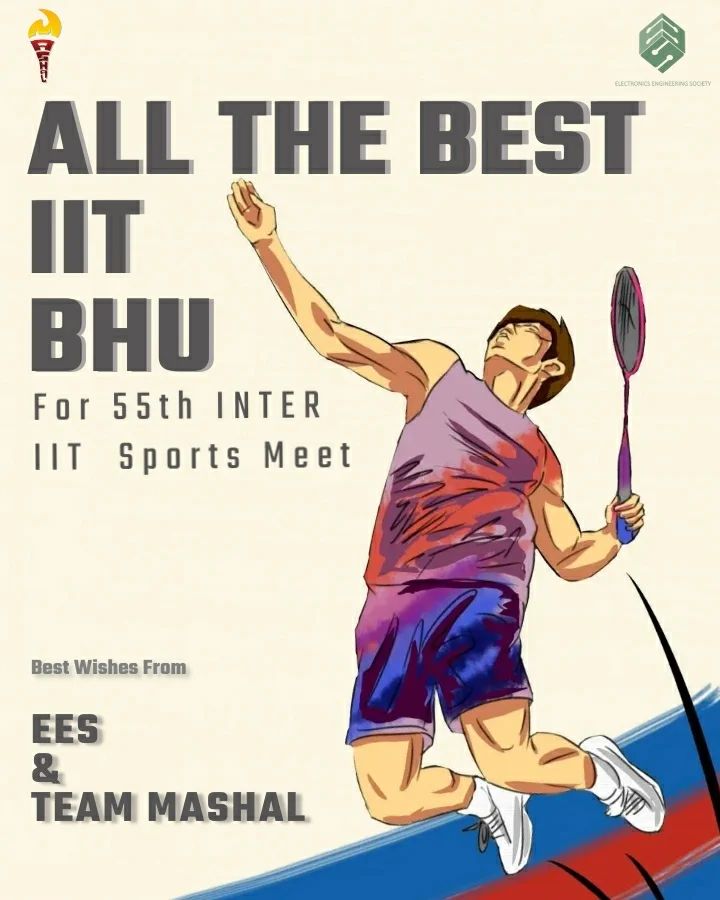 ELECTRONICS ENGINEERING SOCIETY
ALL THE BEST
IIT
BHU
For 55th INTER
IIT Sports Meet
Best Wishes From
EES
&
TEAM MASHAL